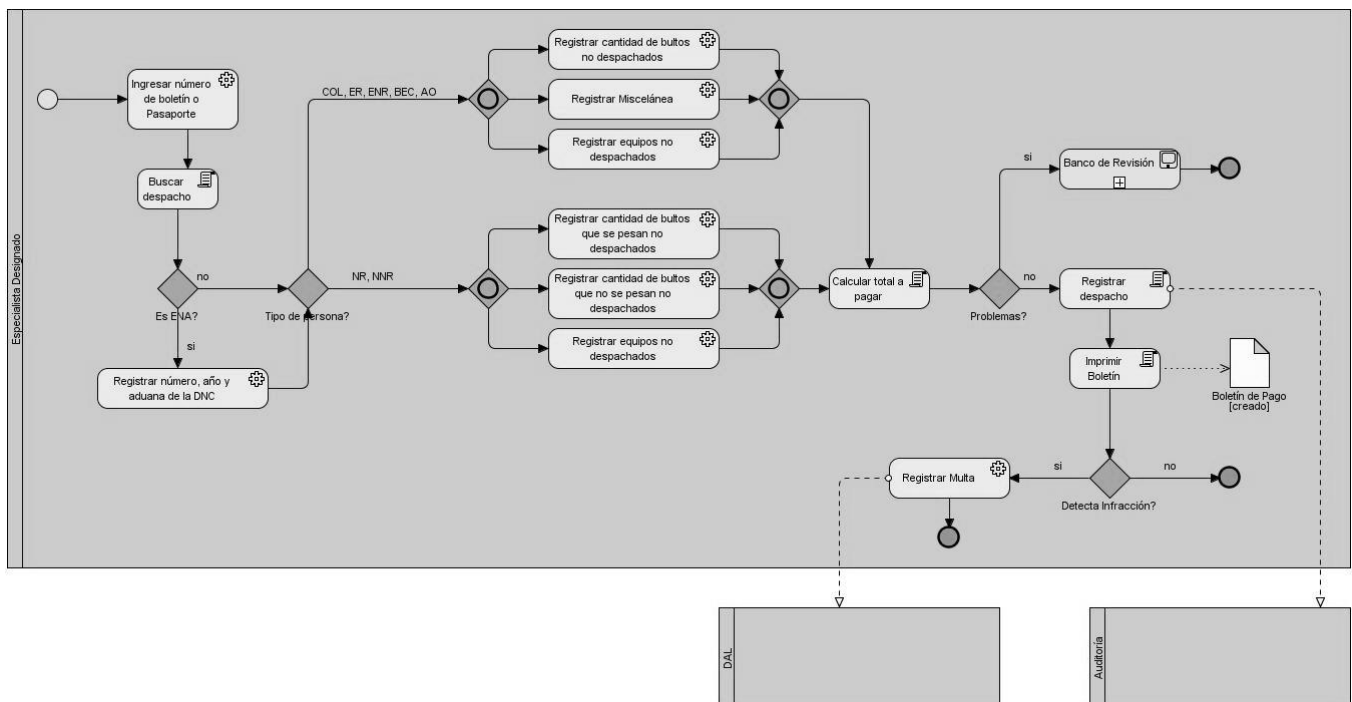 Especialista Designado
Ingresar número
de boletín o
Pasaporte
Buscar
despacho
no
Es ENA?
si
Registrar número, año y
aduana de la DNC
Tipo de persona?
COL, ER, ENR, BEC, AO
NR, NNR
Registrar cantidad de bultos
no despachados
Registrar Miscelánea
Registrar equipos no
despachados
Registrar cantidad de bultos
que se pesan no
despachados
Registrar cantidad de bultos
que no se pesan no
despachados
Registrar equipos no
despachados
Calcular total a
pagar
Problemas?
si
Banco de Revisión
no
Registrar
despacho
Imprimir
Boletín
Boletín de Pago
[creado]
Detecta Infracción?
si
no
Registrar Multa
DAL
Auditoría